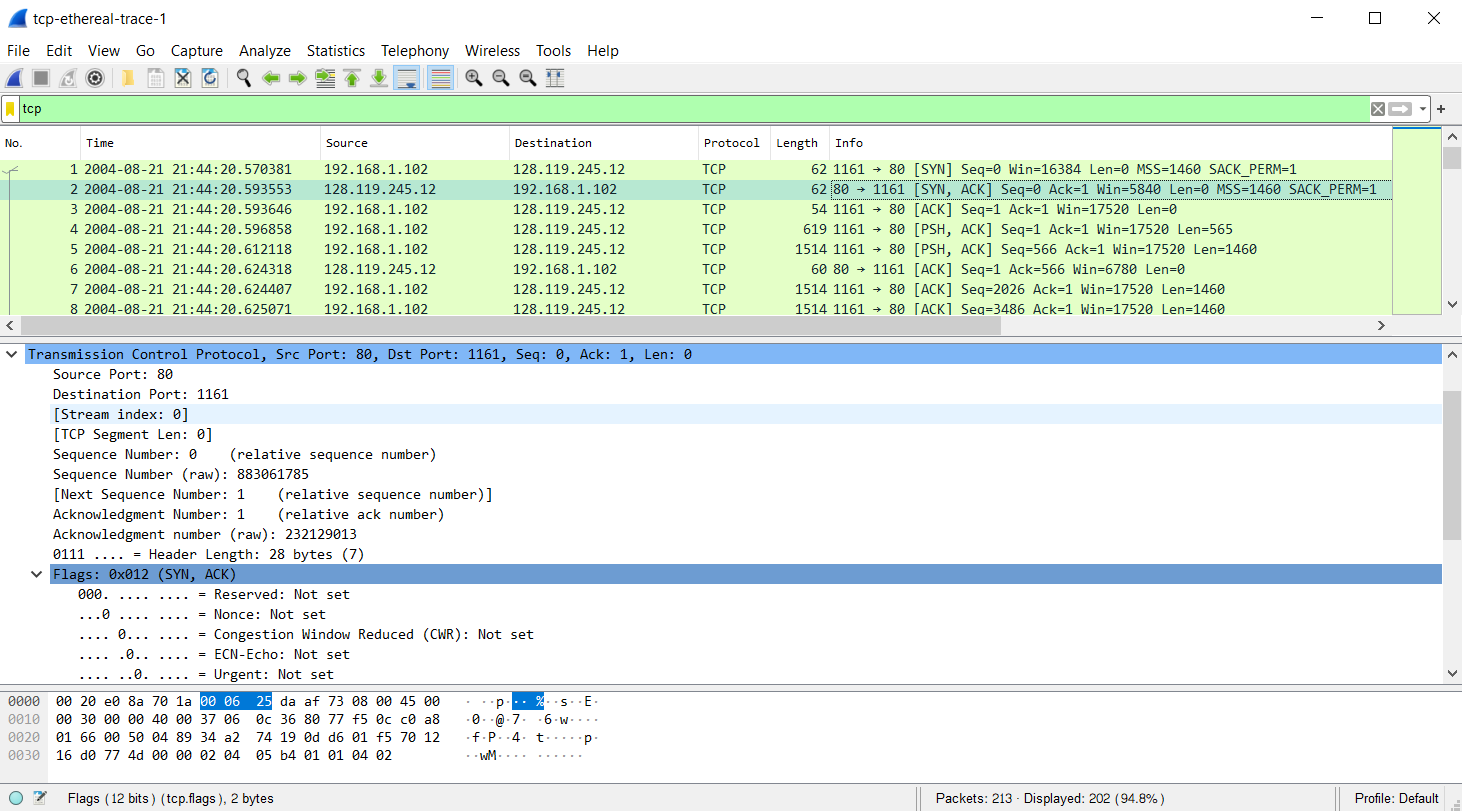 tcp-ethereal-trace-1
File Edit View Go Capture Analyze Statistics Telephony Wireless Tools Help
tcp
No. Time Source Destination Protocol Length Info
1 2004-08-21 21:44:20.570381 192.168.1.102 128.119.245.12 TCP 62 1161 → 80 [SYN] Seq=0 Win=16384 Len=0 MSS=1460 SACK_PERM=1
2 2004-08-21 21:44:20.593553 128.119.245.12 192.168.1.102 TCP 62 80 → 1161 [SYN, ACK] Seq=0 Ack=1 Win=5840 Len=0 MSS=1460 SACK_PERM=1
3 2004-08-21 21:44:20.593646 192.168.1.102 128.119.245.12 TCP 54 1161 → 80 [ACK] Seq=1 Ack=1 Win=17520 Len=0
4 2004-08-21 21:44:20.596858 192.168.1.102 128.119.245.12 TCP 619 1161 → 80 [PSH, ACK] Seq=1 Ack=1 Win=17520 Len=565
5 2004-08-21 21:44:20.612118 192.168.1.102 128.119.245.12 TCP 1514 1161 → 80 [PSH, ACK] Seq=566 Ack=1 Win=17520 Len=1460
6 2004-08-21 21:44:20.624318 128.119.245.12 192.168.1.102 TCP 60 80 → 1161 [ACK] Seq=1 Ack=566 Win=6780 Len=0
7 2004-08-21 21:44:20.624407 192.168.1.102 128.119.245.12 TCP 1514 1161 → 80 [ACK] Seq=2026 Ack=1 Win=17520 Len=1460
8 2004-08-21 21:44:20.625071 192.168.1.102 128.119.245.12 TCP 1514 1161 → 80 [ACK] Seq=3486 Ack=1 Win=17520 Len=1460
Transmission Control Protocol, Src Port: 80, Dst Port: 1161, Seq: 0, Ack: 1, Len: 0
Source Port: 80
Destination Port: 1161
[Stream index: 0]
[TCP Segment Len: 0]
Sequence Number: 0    (relative sequence number)
Sequence Number (raw): 883061785
[Next Sequence Number: 1    (relative sequence number)]
Acknowledgment Number: 1    (relative ack number)
Acknowledgment number (raw): 232129013
0111 .... = Header Length: 28 bytes (7)
Flags: 0x012 (SYN, ACK)
000. .... .... = Reserved: Not set
...0 .... .... = Nonce: Not set
.... 0... .... = Congestion Window Reduced (CWR): Not set
.... .0.. .... = ECN-Echo: Not set
.... ..0. .... = Urgent: Not set
0000 00 20 e0 8a 70 1a 00 06 25 da af 73 08 00 45 00 · ··p··· %··s··E·
0010 00 30 00 00 40 00 37 06 0c 36 80 77 f5 0c c0 a8 ·0··@·7· ·6·w····
0020 01 66 00 50 04 89 34 a2 74 19 0d d6 01 f5 70 12 ·f·P··4· t·····p·
0030 16 d0 77 4d 00 00 02 04 05 b4 01 01 04 02 ··wM···· ······
Flags (12 bits) (tcp.flags), 2 bytes Packets: 213 · Displayed: 202 (94.8%) Profile: Default